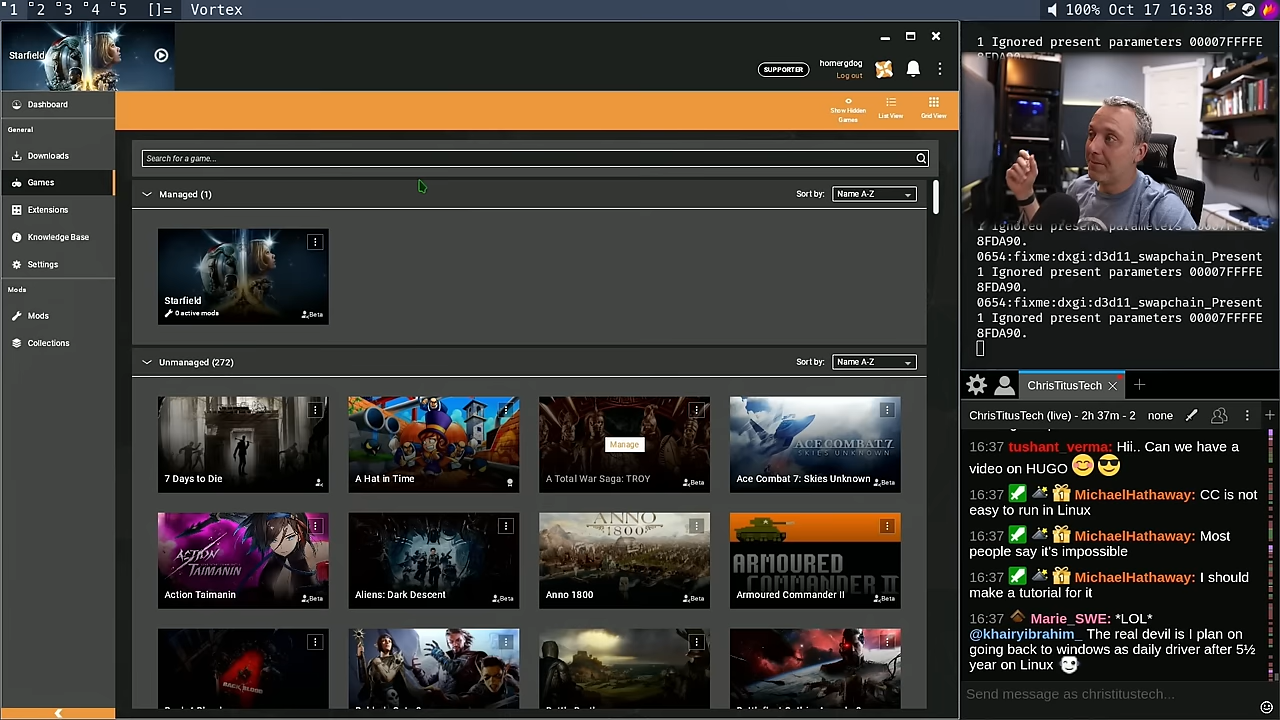 1 2 3 4 5 []= Vortex
100% Oct 17 16:38
Starfield
SUPPORTER
homergdog
Log out
Dashboard
General
Downloads
Games
Extensions
Knowledge Base
Settings
Mods
Mods
Collections
Show Hidden
Games
List View
Grid View
Search for a game...
Managed (1)
Sort by: Name A-Z
Starfield
0 active mods
Beta
Unmanaged (272)
Sort by: Name A-Z
7 Days to Die
A Hat in Time
Manage
A Total War Saga: TROY
Beta
ACE COMBAT 7
SKIES UNKNOWN
Ace Combat 7: Skies Unknown
Beta
ACTION
TAIMANIN
Action Taimanin
Aliens: Dark Descent
Beta
ANNO
1800
Anno 1800
Beta
ARMOURED
COMMANDER II
Armoured Commander II
Beta
BACK BLOOD
1 Ignored present parameters 00007FFFFE
8FDA90.
1 Ignored present parameters 00007FFFFE
8FDA90.
0654:fixme:dxgi:d3d11_swapchain_Present
1 Ignored present parameters 00007FFFFE
8FDA90.
0654:fixme:dxgi:d3d11_swapchain_Present
1 Ignored present parameters 00007FFFFE
8FDA90.
ChrisTitusTech
ChrisTitusTech (live) - 2h 37m - 2 none
16:37 tushant_verma: Hii.. Can we have a
video on HUGO 😊 😎
16:37 MichaelHathaway: CC is not
easy to run in Linux
16:37 MichaelHathaway: Most
people say it's impossible
16:37 MichaelHathaway: I should
make a tutorial for it
16:37 Marie_SWE: *LOL*
@khairyibrahim_ The real devil is I plan on
going back to windows as daily driver after 5½
year on Linux
Send message as christitustech...